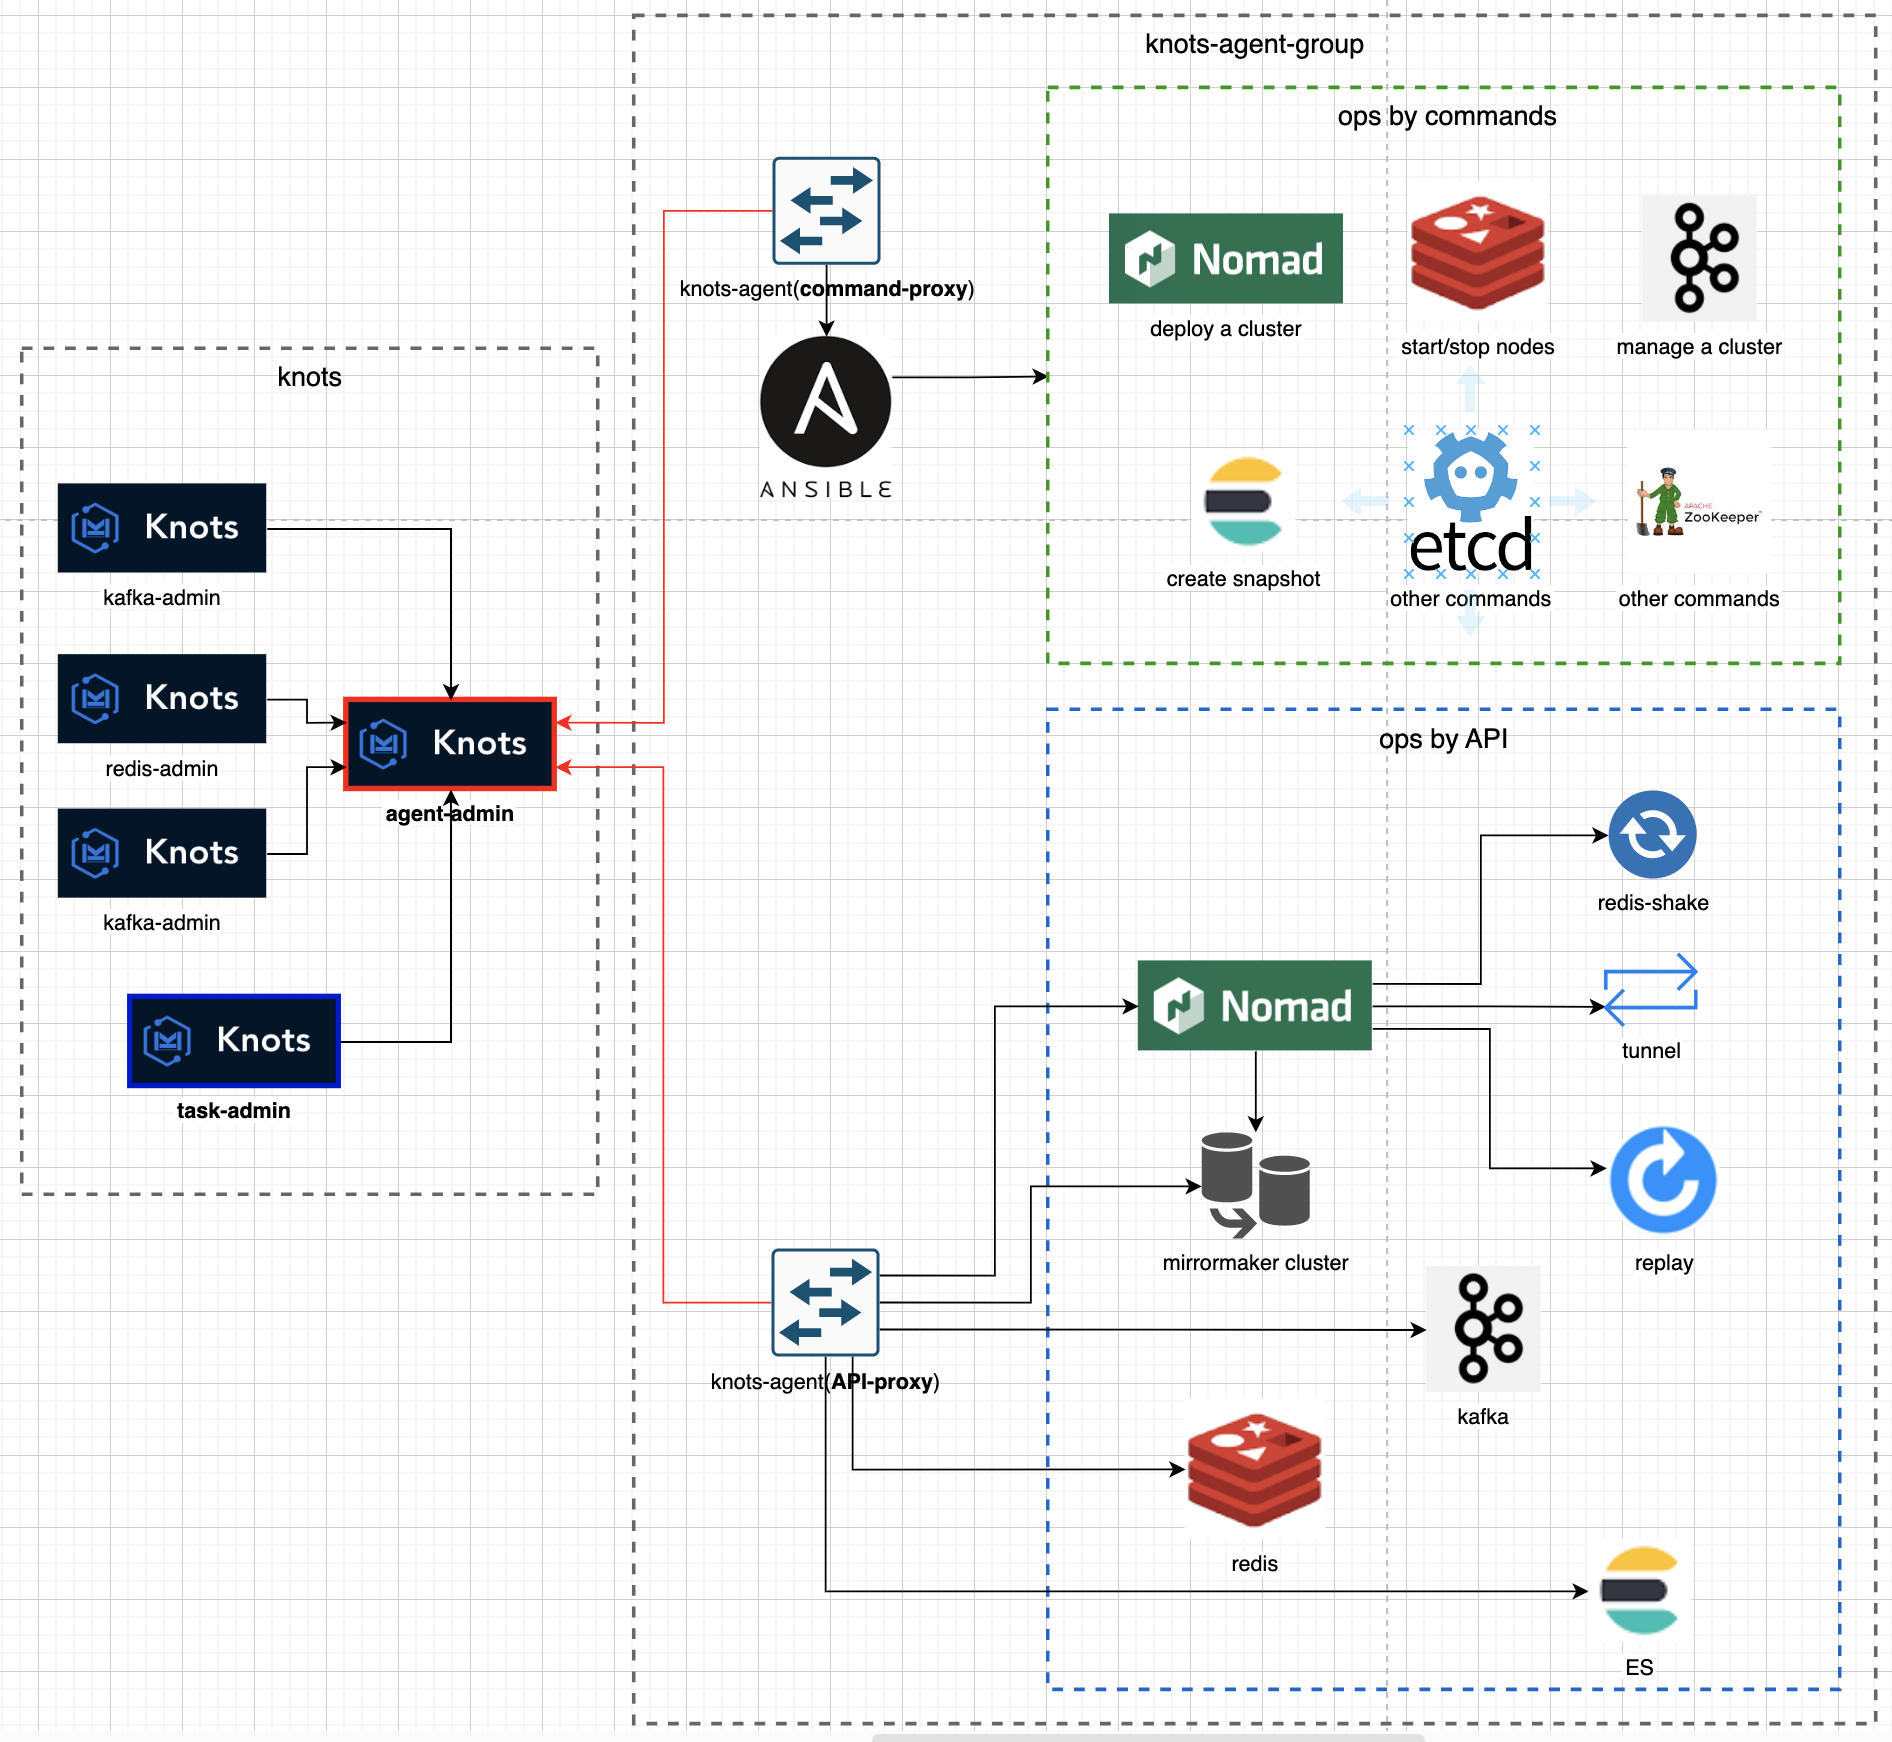 knots-agent-group
ops by commands
knots-agent(command-proxy)
Nomad
deploy a cluster
start/stop nodes
manage a cluster
ANSIBLE
create snapshot
etcd
other commands
APACHE
ZooKeeper
other commands
knots
Knots
kafka-admin
Knots
redis-admin
Knots
agent-admin
Knots
kafka-admin
Knots
task-admin
ops by API
redis-shake
Nomad
tunnel
mirrormaker cluster
replay
knots-agent(API-proxy)
kafka
redis
ES